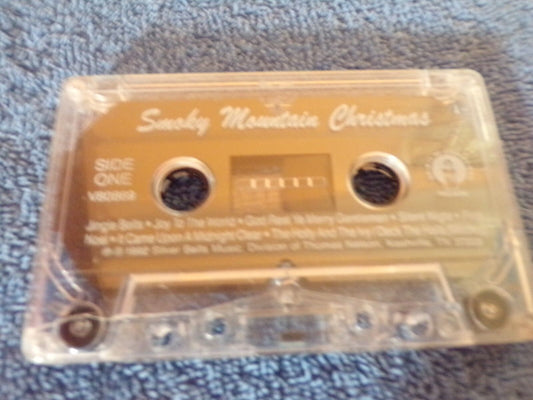 Smoky Mountain Christmas
SIDE
ONE
Jingle Bells • Joy To The World • God Rest Ye Merry Gentlemen • Silent Night •
Noel • It Came Upon A Midnight Clear • The Holly And The Ivy / Deck The Halls
1992 Silver Bells Music, Division of Thomas Nelson, Nashville, TN